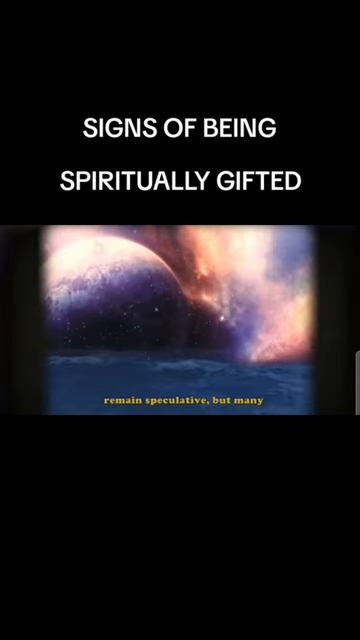 SIGNS OF BEING
SPIRITUALLY GIFTED
remain speculative, but many